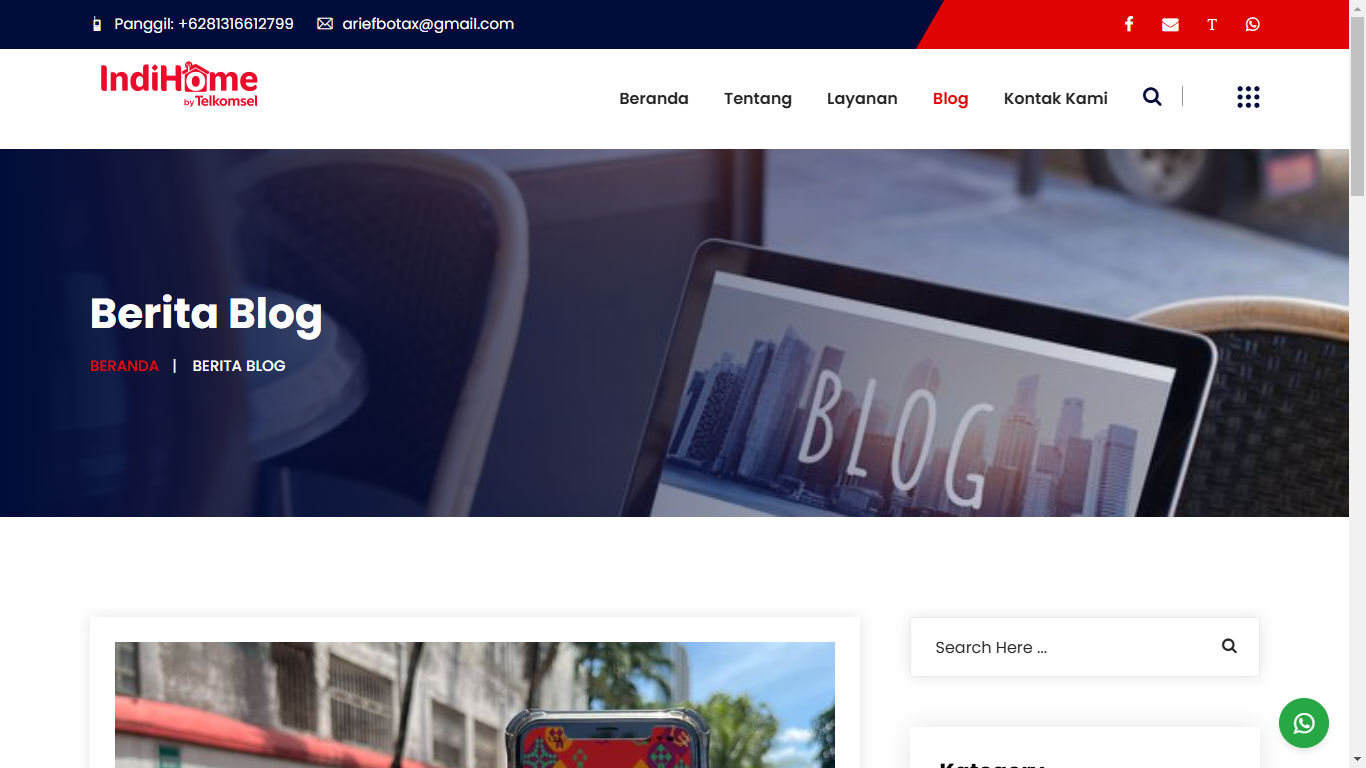 Panggil: +6281316612799
ariefbotax@gmail.com
T
IndiHome
by Telkomsel
Beranda
Tentang
Layanan
Blog
Kontak Kami
Berita Blog
BERANDA | BERITA BLOG
BLOG
Search Here ...
Kategory